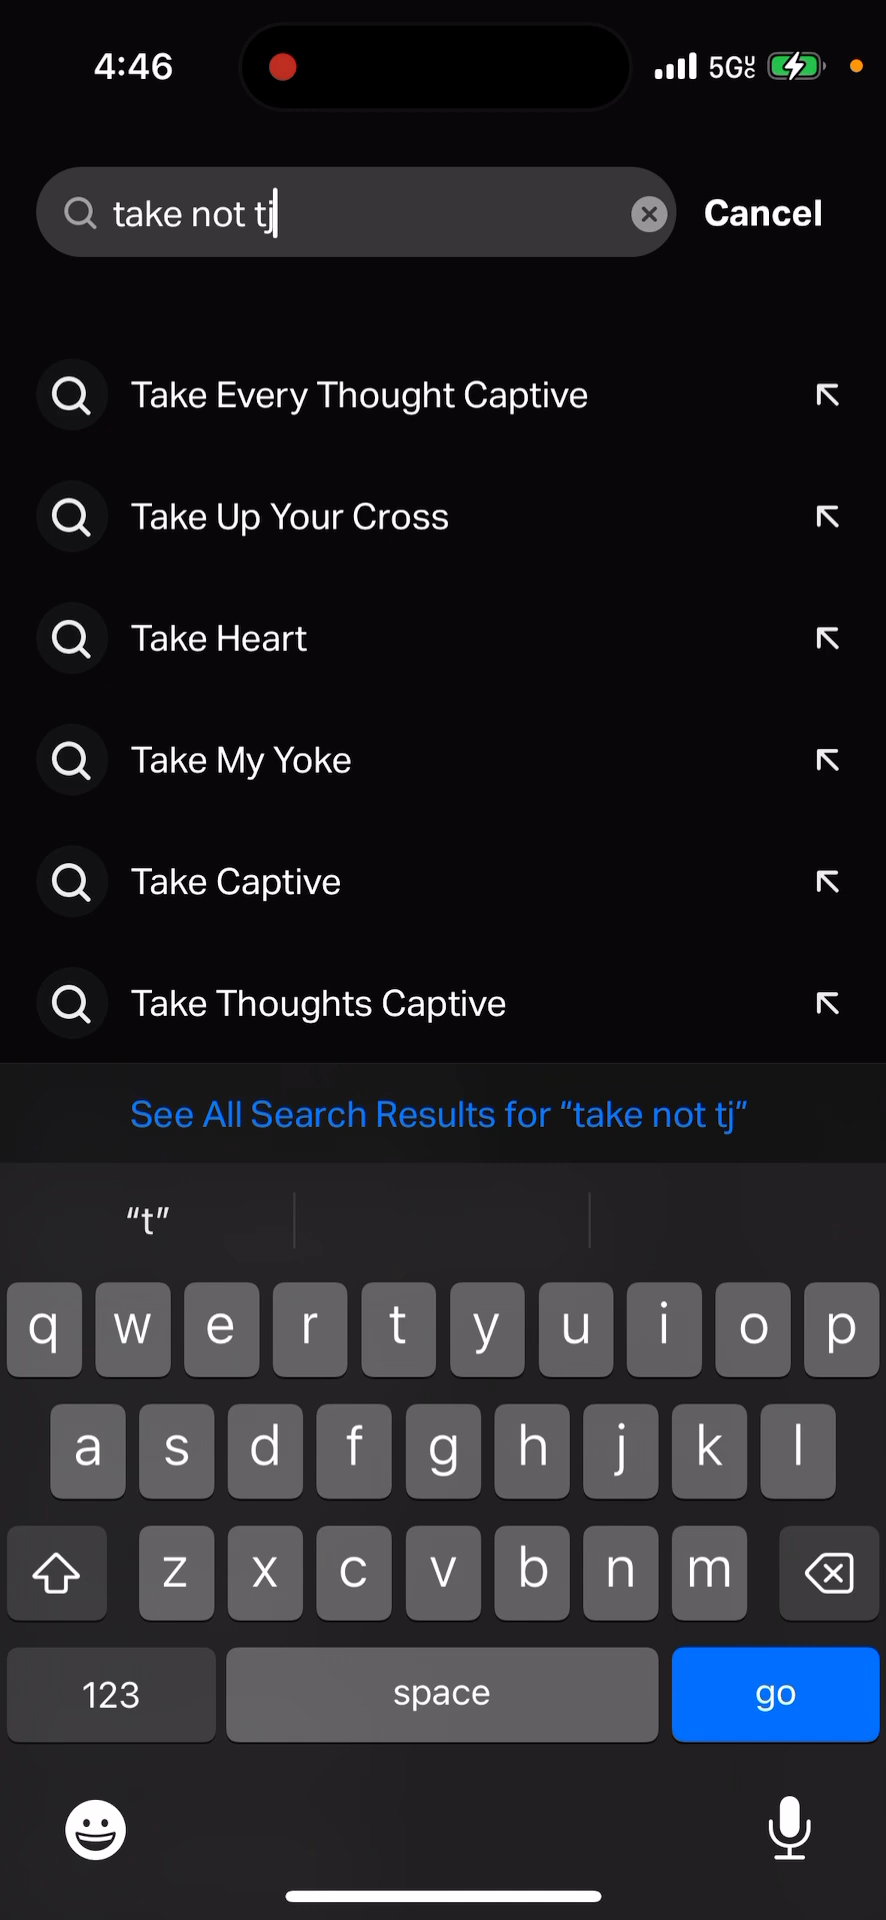 4:46
5GUC
take not tj
Cancel
Take Every Thought Captive
Take Up Your Cross
Take Heart
Take My Yoke
Take Captive
Take Thoughts Captive
See All Search Results for “take not tj”
“t”
q w e r t y u i o p
a s d f g h j k l
z x c v b n m
123 space go